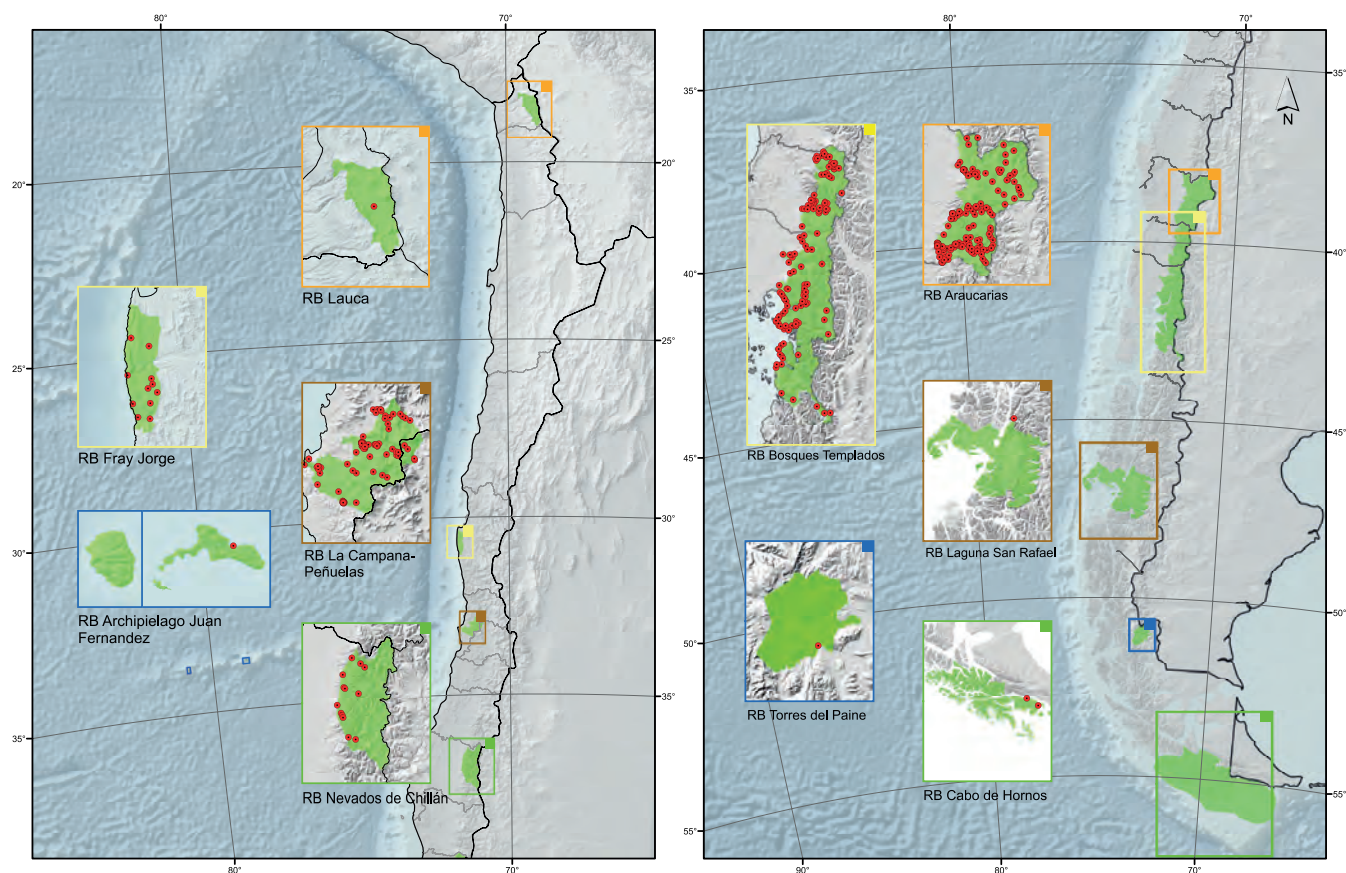 80°
70°
80°
70°
35°
35°
N
20°
20°
RB Lauca
RB Araucarias
40°
40°
25°
25°
RB Fray Jorge
RB Bosques Templados
45°
45°
30°
30°
RB La Campana-
Peñuelas
RB Laguna San Rafael
RB Archipielago Juan
Fernandez
50°
50°
35°
35°
RB Torres del Paine
RB Nevados de Chillán
RB Cabo de Hornos
55°
55°
80°
70°
90°
80°
70°